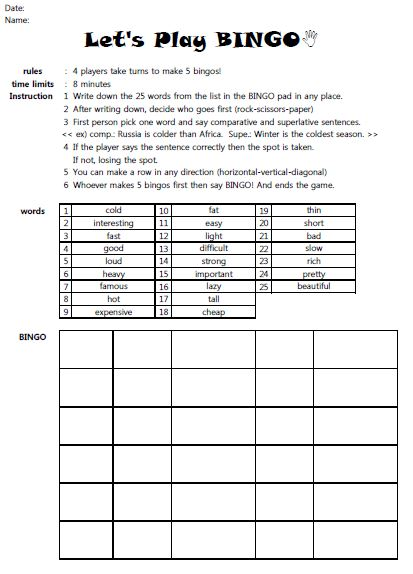 Date:
Name:
Let's Play BINGO
rules : 4 players take turns to make 5 bingos!
time limits : 8 minutes
Instruction 1 Write down the 25 words from the list in the BINGO pad in any place.
2 After writing down, decide who goes first (rock-scissors-paper)
3 First person pick one word and say comparative and superlative sentences.
<< ex) comp.: Russia is colder than Africa. Supe.: Winter is the coldest season. >>
4 If the player says the sentence correctly then the spot is taken.
If not, losing the spot.
5 You can make a row in any direction (horizontal-vertical-diagonal)
6 Whoever makes 5 bingos first then say BINGO! And ends the game.
words 1 cold 10 fat 19 thin
2 interesting 11 easy 20 short
3 fast 12 light 21 bad
4 good 13 difficult 22 slow
5 loud 14 strong 23 rich
6 heavy 15 important 24 pretty
7 famous 16 lazy 25 beautiful
8 hot 17 tall
9 expensive 18 cheap
BINGO